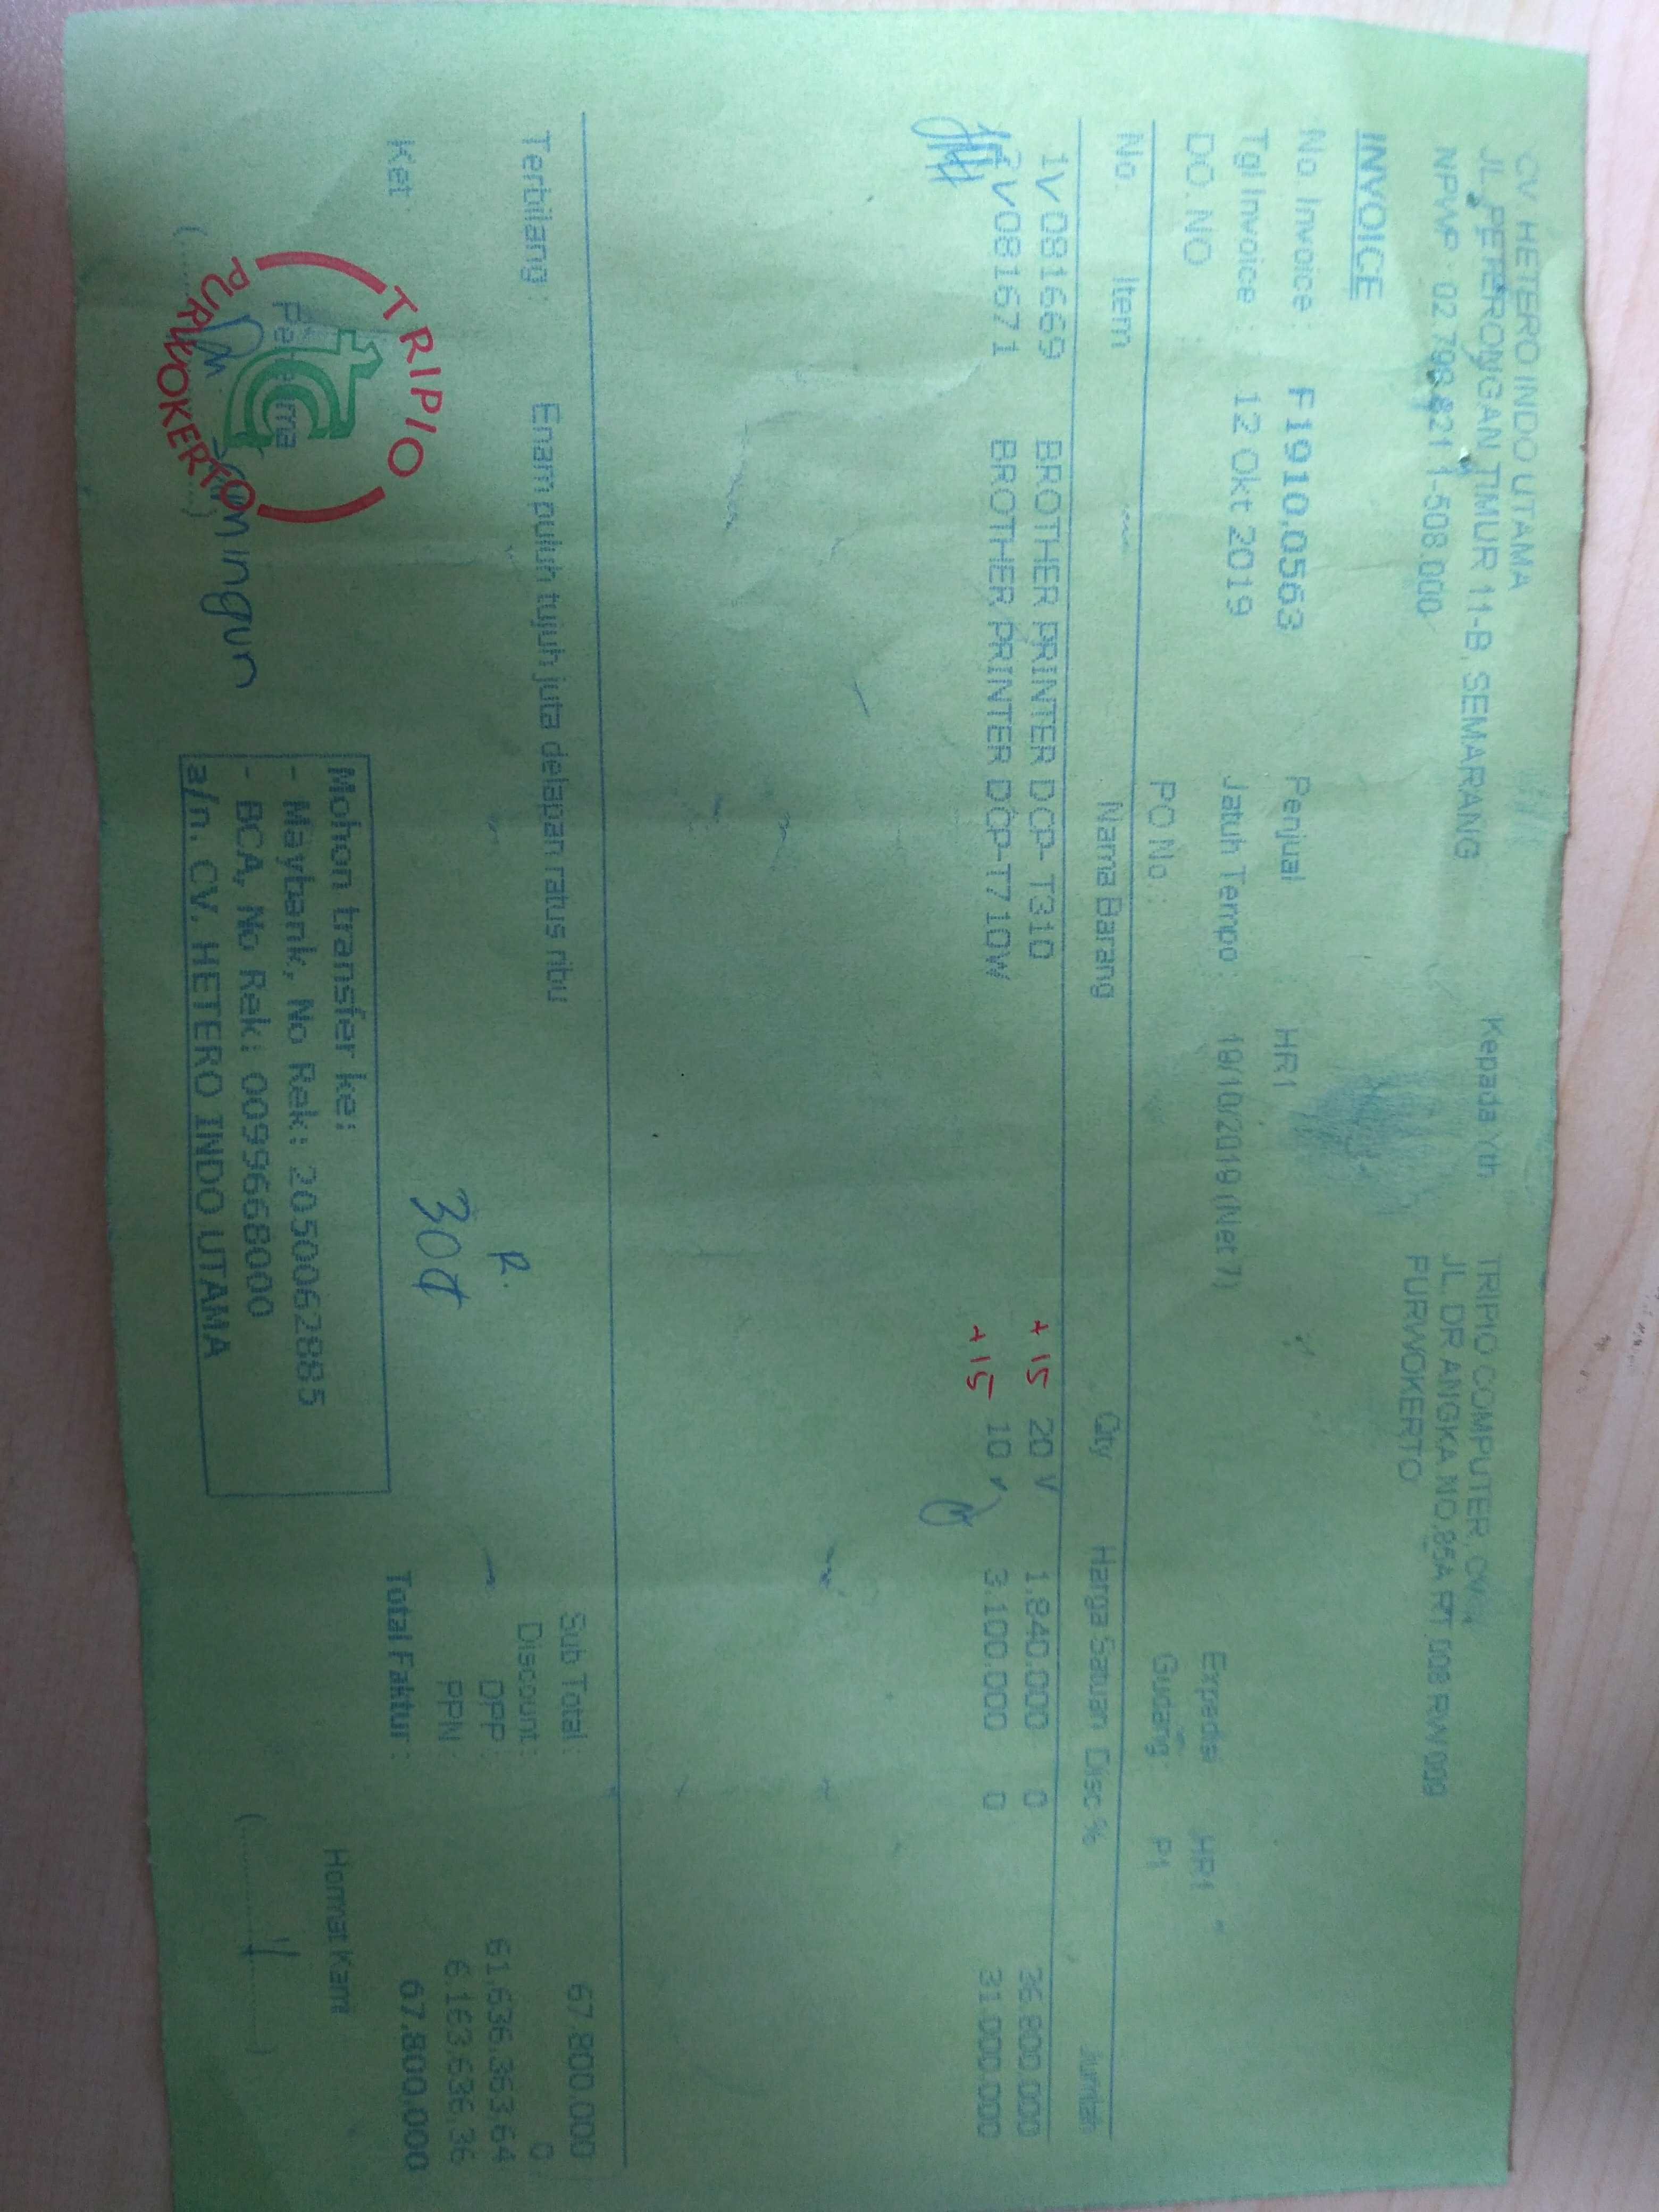 CV HETERO INDO UTAMA
JL. PETERONGAN TIMUR 11-B, SEMARANG
NPWP : 02.798.821.1-508.000
Kepada Yth
TRIPIO COMPUTER, CV
JL. DR ANGKA NO.85A RT 008 RW 009
PURWOKERTO
INVOICE
No. Invoice : F1910.0563 Penjual HR1
Tgl Invoice : 12 Okt 2019 Jatuh Tempo : 19/10/2019 (Net 7) Expedisi HR1
DO. NO PO No. : Gudang P1
No. Item Nama Barang Qty Harga Satuan Disc % Jumlah
1 V081669 BROTHER PRINTER DCP- T310 + 15 20 V 1.840.000 0 36.800.000
2 V081671 BROTHER PRINTER DCP-T710W + 15 10 V 3.100.000 0 31.000.000
Terbilang : Enam puluh tujuh juta delapan ratus ribu
Sub Total : 67.800.000
Discount : 0
DPP : 61.636.363,64
PPN : 6.163.636,36
Total Faktur : 67.800.000
R.
30
Ket
Mohon transfer ke:
- Maybank, No Rek: 2050062885
- BCA, No Rek: 0099668000
a/n. CV. HETERO INDO UTAMA
Penerima
Hormat Kami
TRIPIO
tc
PURWOKERTO